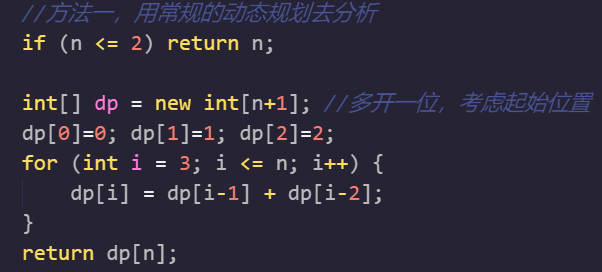 //方法一，用常规的动态规划去分析
if (n <= 2) return n;
int[] dp = new int[n+1]; //多开一位，考虑起始位置
dp[0]=0; dp[1]=1; dp[2]=2;
for (int i = 3; i <= n; i++) {
dp[i] = dp[i-1] + dp[i-2];
}
return dp[n];